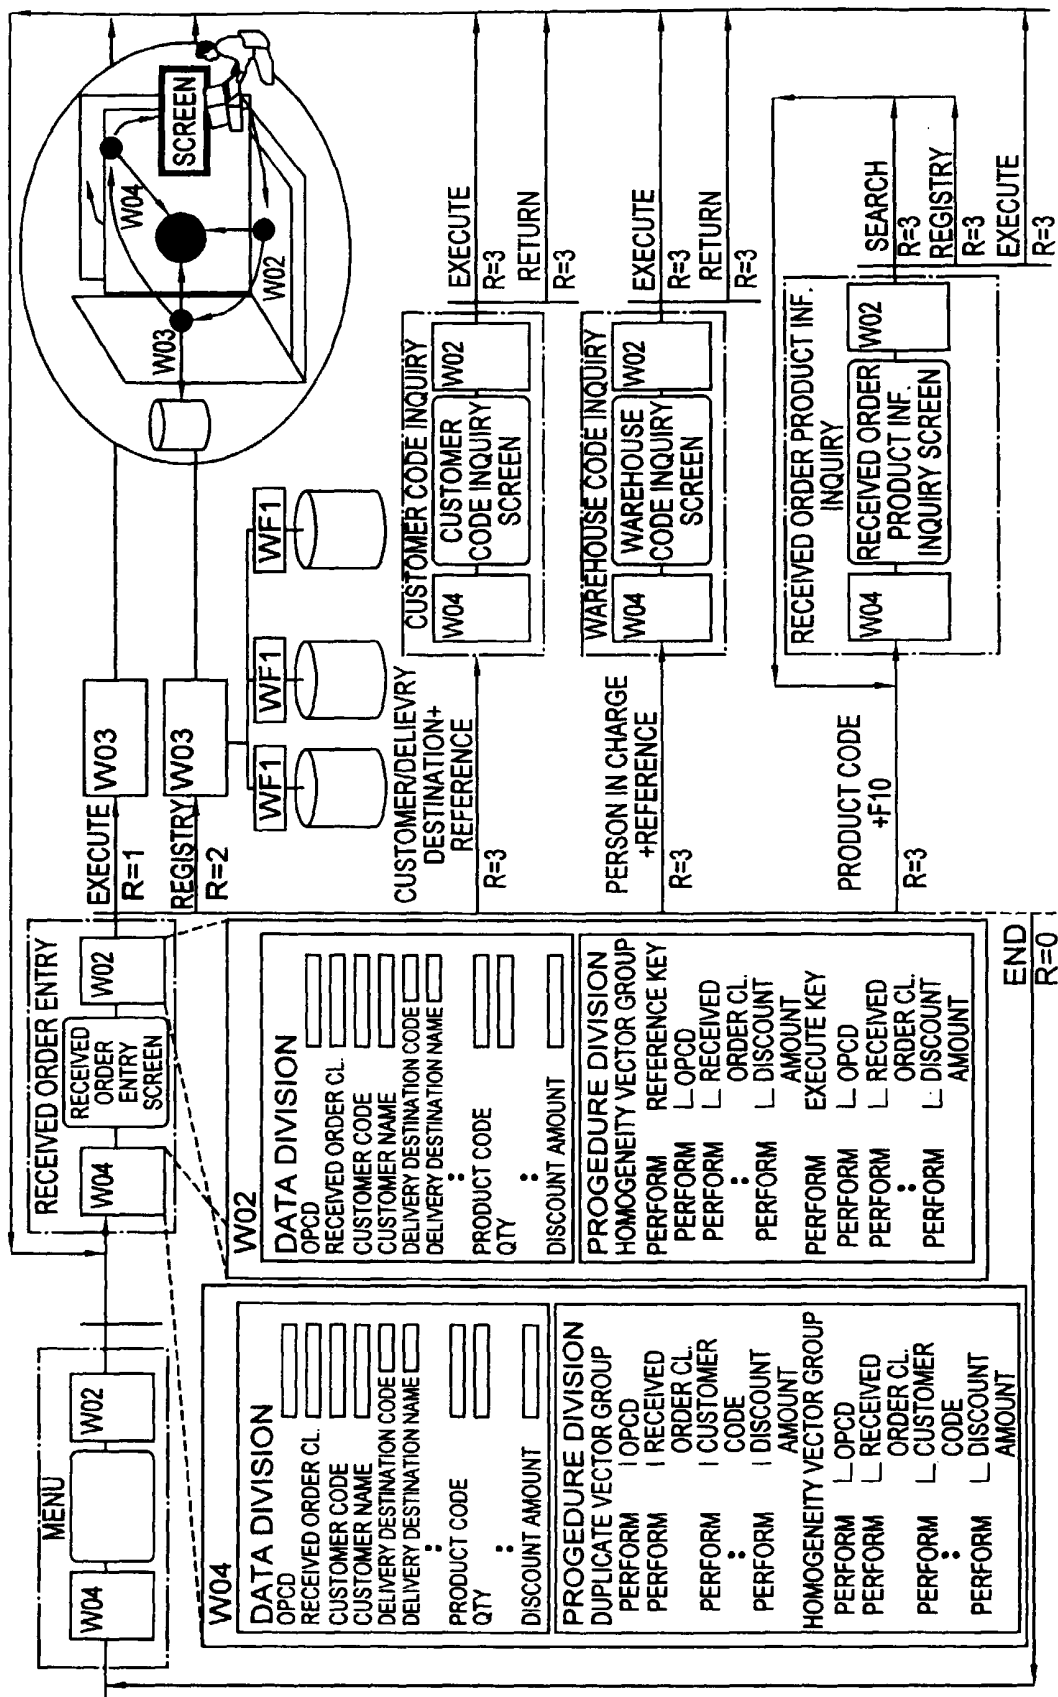 MENU
W04
W02
RECEIVED ORDER ENTRY
W04
RECEIVED
ORDER
ENTRY
SCREEN
W02
EXECUTE
R=1
REGISTRY
R=2
W03
W03
WF1
WF1
WF1
W03
W04
W02
SCREEN
W04
DATA DIVISION
OPCD
RECEIVED ORDER CL.
CUSTOMER CODE
CUSTOMER NAME
DELIVERY DESTINATION CODE
DELIVERY DESTINATION NAME
:
PRODUCT CODE
QTY
:
DISCOUNT AMOUNT
PROGEDURE DIVISION
DUPLICATE VECTOR GROUP
PERFORM I OPCD
PERFORM I RECEIVED
ORDER CL.
PERFORM I CUSTOMER
: CODE
PERFORM I DISCOUNT
AMOUNT
HOMOGENEITY VECTOR GROUP
PERFORM L OPCD
PERFORM L RECEIVED
ORDER CL.
PERFORM L CUSTOMER
: CODE
PERFORM L DISCOUNT
AMOUNT
W02
DATA DIVISION
OPCD
RECEIVED ORDER CL.
CUSTOMER CODE
CUSTOMER NAME
DELIVERY DESTINATION CODE
DELIVERY DESTINATION NAME
:
PRODUCT CODE
QTY
:
DISCOUNT AMOUNT
PROGEDURE DIVISION
HOMOGENEITY VECTOR GROUP
PERFORM REFERENCE KEY
PERFORM L OPCD
PERFORM L RECEIVED
: ORDER CL.
PERFORM L DISCOUNT
AMOUNT
PERFORM EXECUTE KEY
PERFORM L OPCD
PERFORM L RECEIVED
: ORDER CL.
PERFORM L DISCOUNT
AMOUNT
CUSTOMER/DELIEVRY
DESTINATION+
REFERENCE
R=3
CUSTOMER CODE INQUIRY
W04
CUSTOMER
CODE INQUIRY
SCREEN
W02
EXECUTE
R=3
RETURN
R=3
PERSON IN CHARGE
+REFERENCE
R=3
WAREHOUSE CODE INQUIRY
W04
WAREHOUSE
CODE INQUIRY
SCREEN
W02
EXECUTE
R=3
RETURN
R=3
PRODUCT CODE
+F10
R=3
RECEIVED ORDER PRODUCT INF.
INQUIRY
W04
RECEIVED ORDER
PRODUCT INF.
INQUIRY SCREEN
W02
SEARCH
R=3
REGISTRY
R=3
EXECUTE
R=3
END
R=0